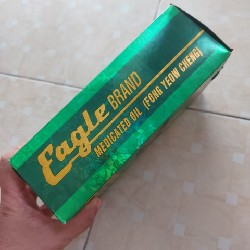 Eagle BRAND
MEDICATED OIL (FONG YEOW CHENG)